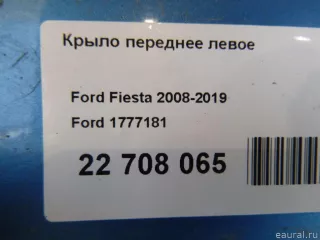 Крыло переднее левое
Ford Fiesta 2008-2019
Ford 1777181
22 708 065
eaural.ru